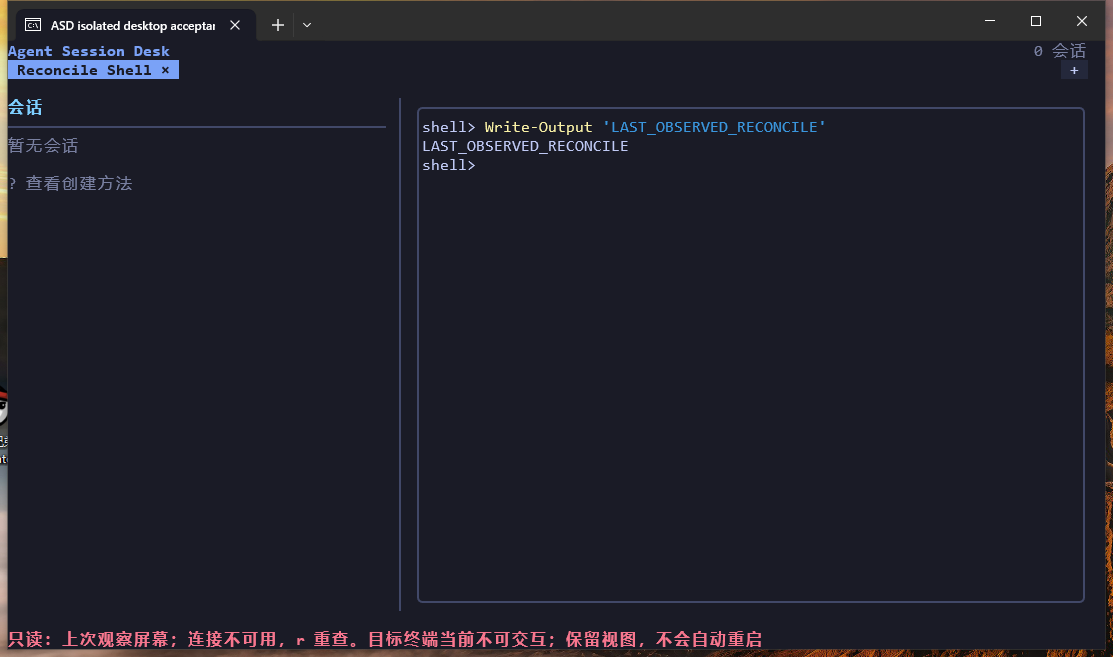 ASD isolated desktop acceptar
Agent Session Desk
0 会话
Reconcile Shell ×
+
会话
暂无会话
? 查看创建方法
shell> Write-Output 'LAST_OBSERVED_RECONCILE'
LAST_OBSERVED_RECONCILE
shell>
只读: 上次观察屏幕; 连接不可用, r 重查。目标终端当前不可交互; 保留视图, 不会自动重启